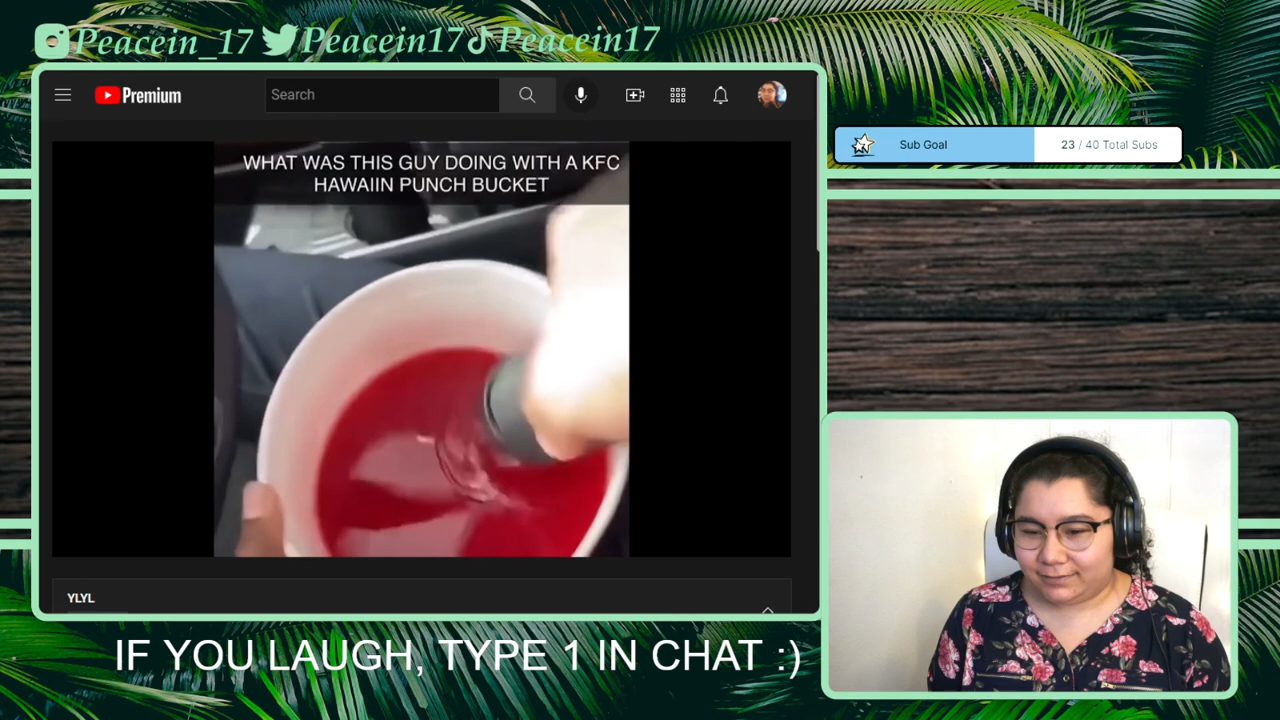 Peacein_17 Peacein17 Peacein17
Premium
Search
WHAT WAS THIS GUY DOING WITH A KFC
HAWAIIN PUNCH BUCKET
Sub Goal
23 / 40 Total Subs
YLYL
IF YOU LAUGH, TYPE 1 IN CHAT :)